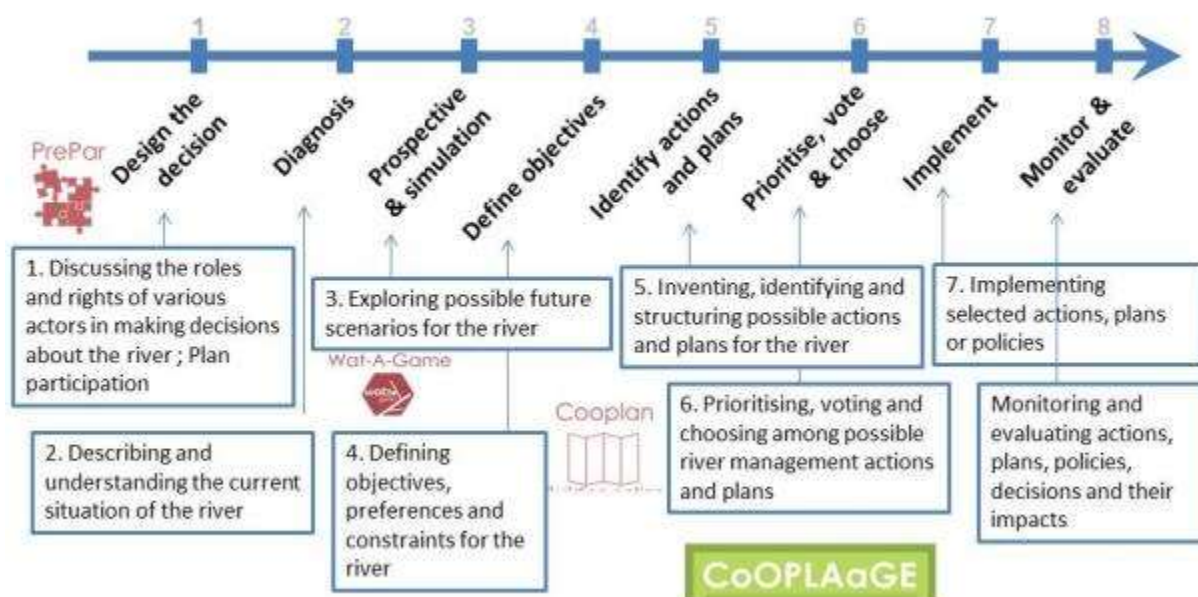 1 2 3 4 5 6 7 8
Design the
decision
Diagnosis
Prospective
& simulation
Define objectives
Identify actions
and plans
Prioritise, vote
& choose
Implement
Monitor &
evaluate
PrePar
1. Discussing the roles
and rights of various
actors in making decisions
about the river ; Plan
participation
2. Describing and
understanding the current
situation of the river
3. Exploring possible future
scenarios for the river
Wat-A-Game
4. Defining
objectives,
preferences and
constraints for the
river
Cooplan
5. Inventing, identifying and
structuring possible actions
and plans for the river
6. Prioritising, voting and
choosing among possible
river management actions
and plans
7. Implementing
selected actions, plans
or policies
Monitoring and
evaluating actions,
plans, policies,
decisions and their
impacts
CoOPLAaGE